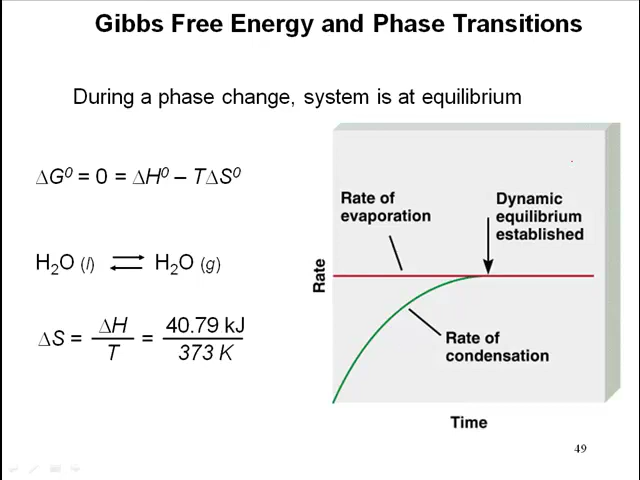 Gibbs Free Energy and Phase Transitions
During a phase change, system is at equilibrium
∆G⁰ = 0 = ∆H⁰ – T∆S⁰
H₂O (l) ⇌ H₂O (g)
∆S = ∆H / T = 40.79 kJ / 373 K
Rate of
evaporation
Dynamic
equilibrium
established
Rate
Rate of
condensation
Time
49